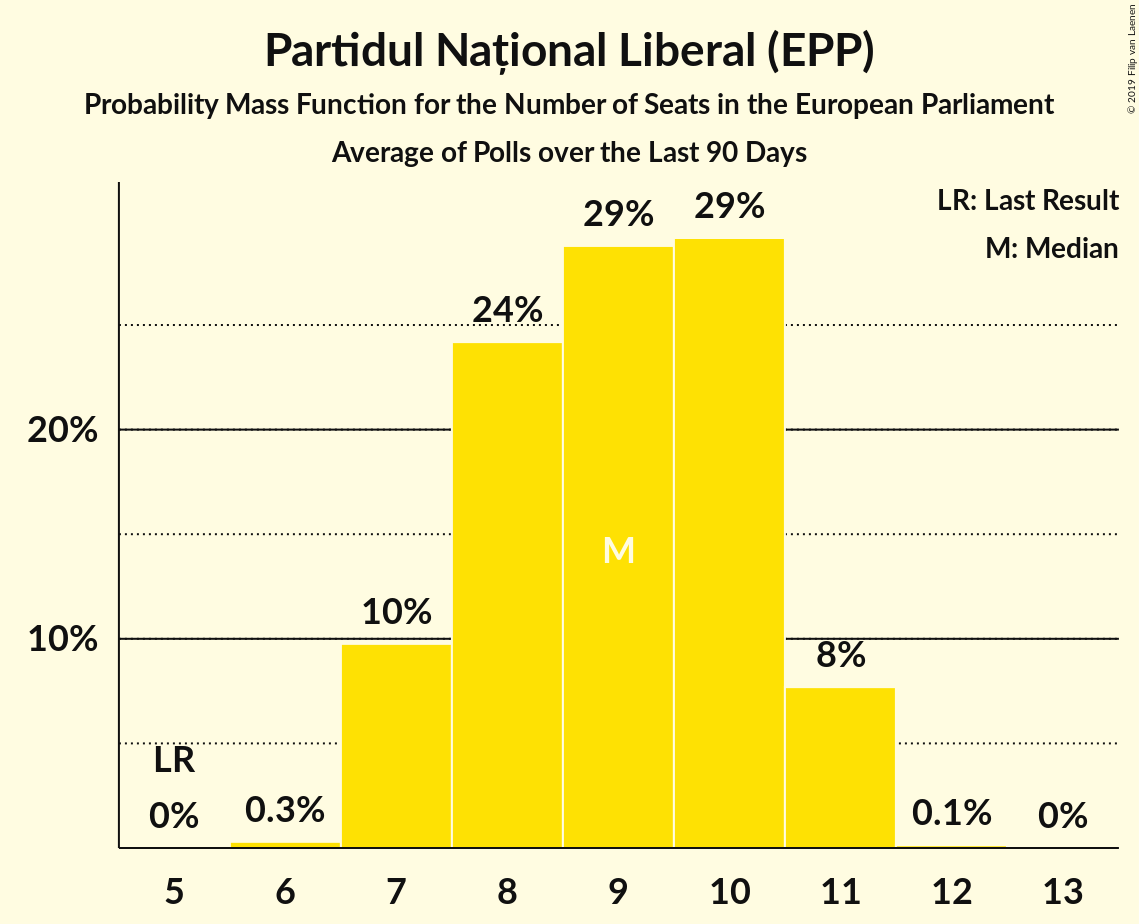 Partidul Național Liberal (EPP)
Probability Mass Function for the Number of Seats in the European Parliament
Average of Polls over the Last 90 Days
© 2019 Filip van Laenen
LR: Last Result
M: Median
29%
29%
24%
20%
M
10%
10%
8%
LR
0%
0.3%
0.1%
0%
5
6
7
8
9
10
11
12
13